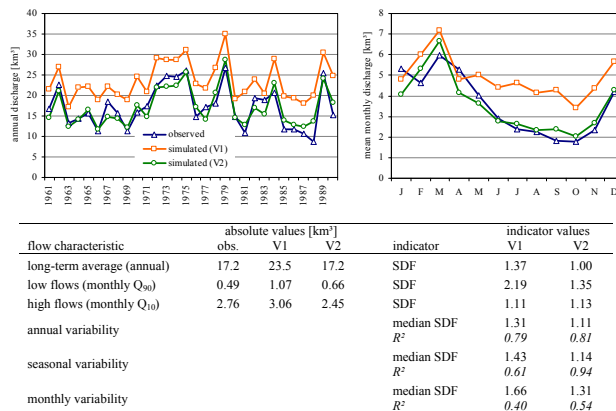 annual discharge [km³]
40
35
30
25
20
15
10
5
0
observed
simulated (V1)
simulated (V2)
1961
1963
1965
1967
1969
1971
1973
1975
1977
1979
1981
1983
1985
1987
1989
mean monthly discharge [km³]
8
7
6
5
4
3
2
1
0
J F M A M J J A S O N D
absolute values [km³] indicator values
flow characteristic obs. V1 V2 indicator V1 V2
long-term average (annual) 17.2 23.5 17.2 SDF 1.37 1.00
low flows (monthly Q90) 0.49 1.07 0.66 SDF 2.19 1.35
high flows (monthly Q10) 2.76 3.06 2.45 SDF 1.11 1.13
annual variability median SDF 1.31 1.11
R² 0.79 0.81
seasonal variability median SDF 1.43 1.14
R² 0.61 0.94
monthly variability median SDF 1.66 1.31
R² 0.40 0.54